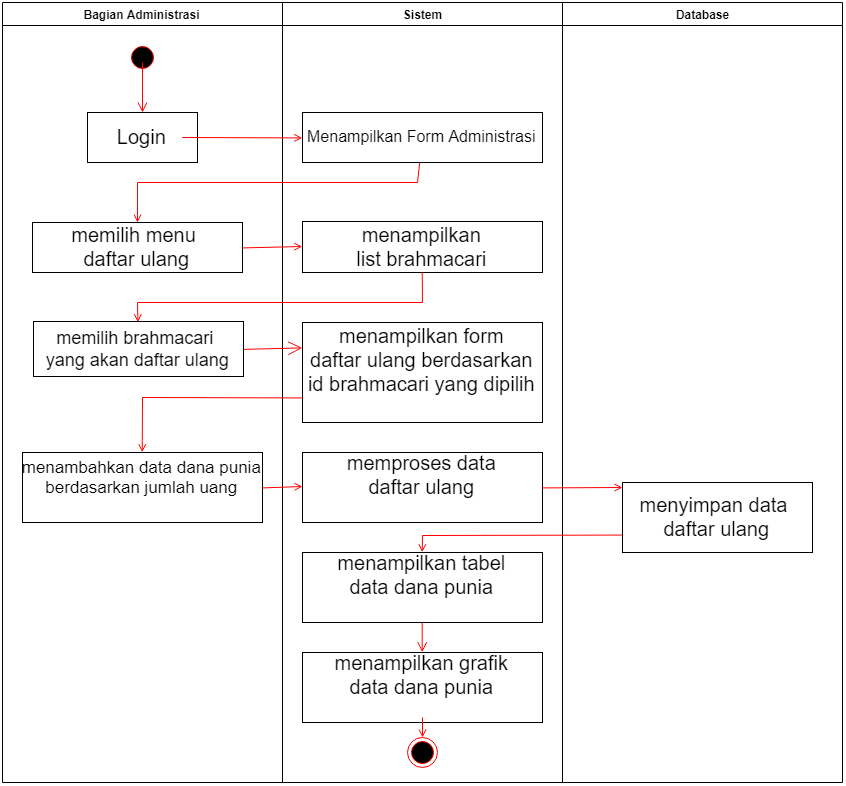 Bagian Administrasi
Sistem
Database
Login
Menampilkan Form Administrasi
memilih menu
daftar ulang
menampilkan
list brahmacari
memilih brahmacari
yang akan daftar ulang
menampilkan form
daftar ulang berdasarkan
id brahmacari yang dipilih
menambahkan data dana punia
berdasarkan jumlah uang
memproses data
daftar ulang
menyimpan data
daftar ulang
menampilkan tabel
data dana punia
menampilkan grafik
data dana punia